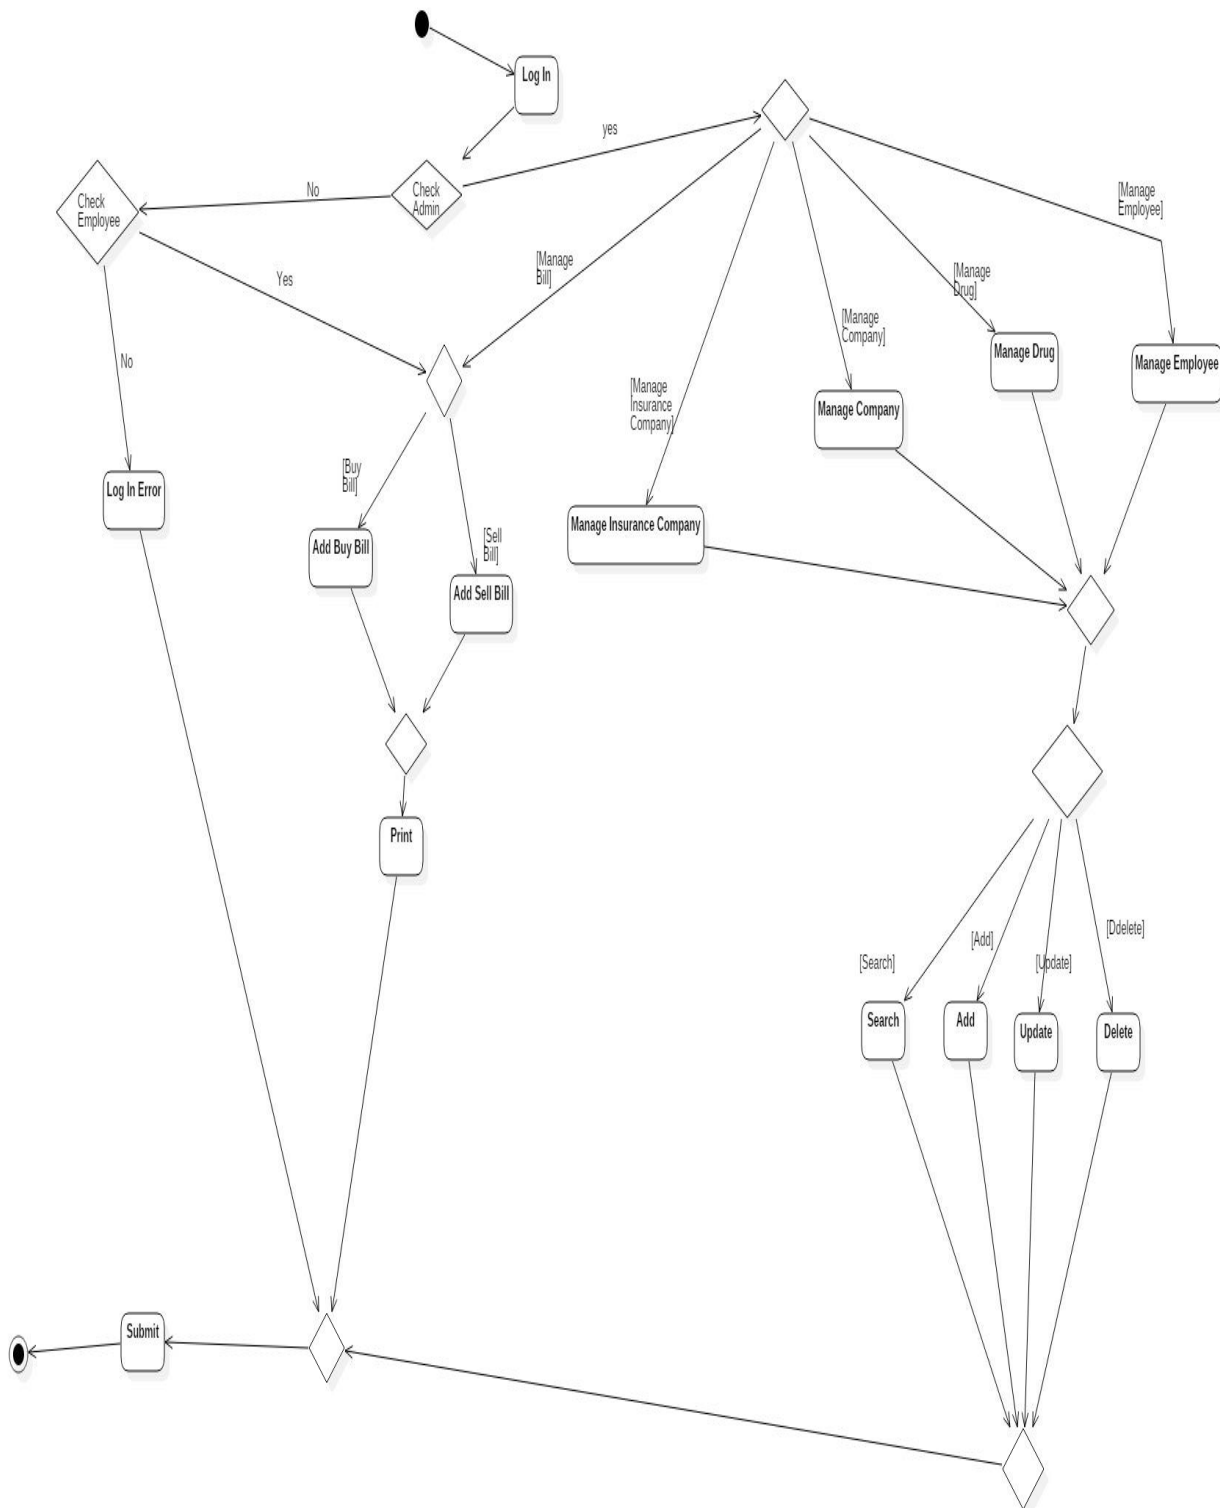 Log In
yes
Check
Admin
No
Check
Employee
[Manage
Employee]
[Manage
Bill]
[Manage
Drug]
Yes
[Manage
Company]
No
Manage Drug
Manage Employee
[Manage
Insurance
Company]
Manage Company
[Buy
Bill]
Log In Error
Manage Insurance Company
[Sell
Bill]
Add Buy Bill
Add Sell Bill
Print
[Ddelete]
[Add]
[Search]
[Update]
Search
Add
Update
Delete
Submit